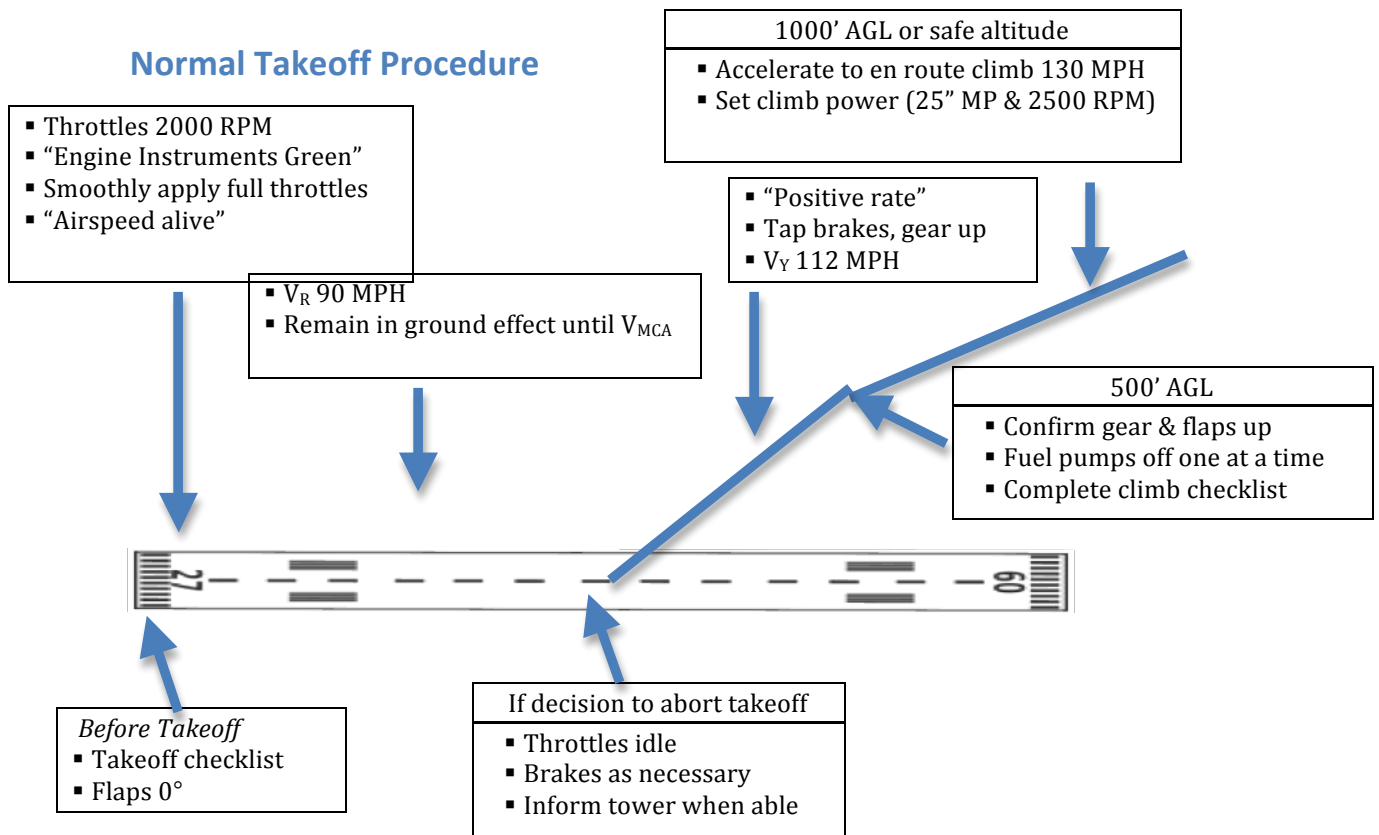 Normal Takeoff Procedure
▪ Throttles 2000 RPM
▪ “Engine Instruments Green”
▪ Smoothly apply full throttles
▪ “Airspeed alive”
▪ VR 90 MPH
▪ Remain in ground effect until VMCA
▪ “Positive rate”
▪ Tap brakes, gear up
▪ VY 112 MPH
1000’ AGL or safe altitude
▪ Accelerate to en route climb 130 MPH
▪ Set climb power (25” MP & 2500 RPM)
500’ AGL
▪ Confirm gear & flaps up
▪ Fuel pumps off one at a time
▪ Complete climb checklist
27
09
Before Takeoff
▪ Takeoff checklist
▪ Flaps 0°
If decision to abort takeoff
▪ Throttles idle
▪ Brakes as necessary
▪ Inform tower when able